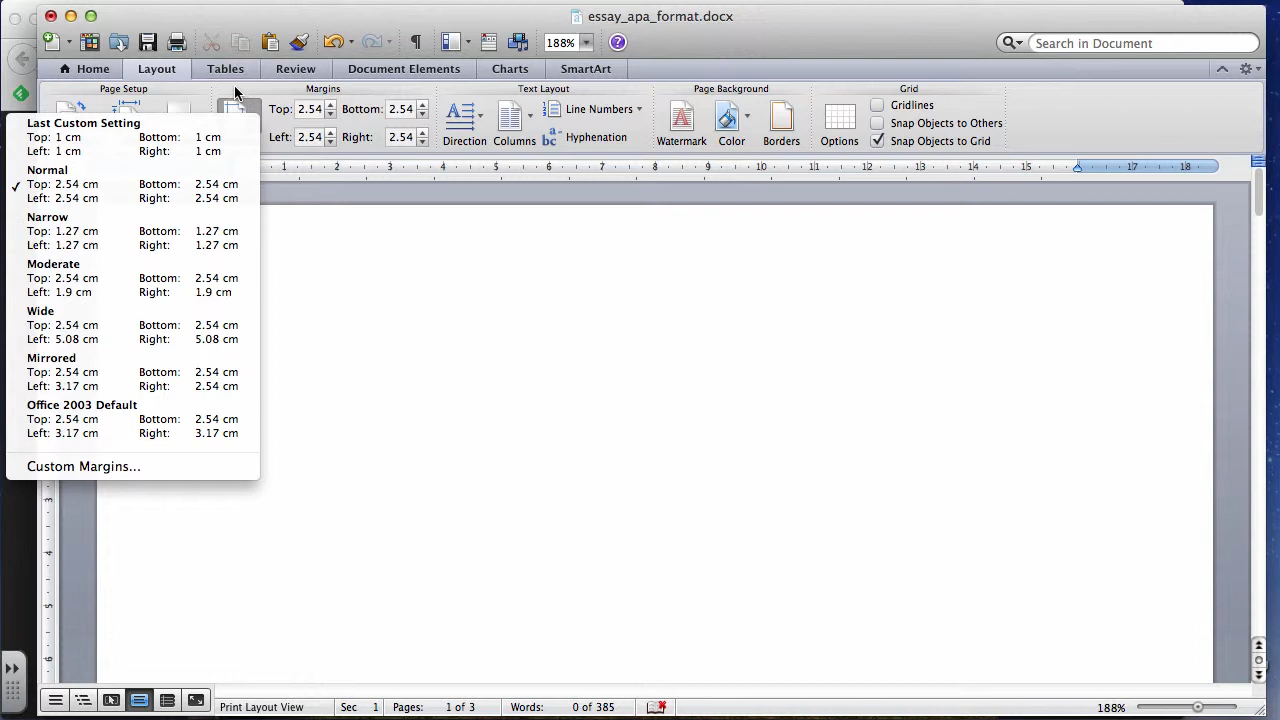 essay_apa_format.docx
188%
Search in Document
Home Layout Tables Review Document Elements Charts SmartArt
Page Setup Margins Text Layout Page Background Grid
Top: 2.54 Bottom: 2.54
Left: 2.54 Right: 2.54
Direction Columns Line Numbers
Hyphenation
Watermark Color Borders Options
Gridlines
Snap Objects to Others
Snap Objects to Grid
Last Custom Setting
Top: 1 cm Bottom: 1 cm
Left: 1 cm Right: 1 cm
Normal
Top: 2.54 cm Bottom: 2.54 cm
Left: 2.54 cm Right: 2.54 cm
Narrow
Top: 1.27 cm Bottom: 1.27 cm
Left: 1.27 cm Right: 1.27 cm
Moderate
Top: 2.54 cm Bottom: 2.54 cm
Left: 1.9 cm Right: 1.9 cm
Wide
Top: 2.54 cm Bottom: 2.54 cm
Left: 5.08 cm Right: 5.08 cm
Mirrored
Top: 2.54 cm Bottom: 2.54 cm
Left: 3.17 cm Right: 2.54 cm
Office 2003 Default
Top: 2.54 cm Bottom: 2.54 cm
Left: 3.17 cm Right: 3.17 cm
Custom Margins...
1 2 3 4 5 6 7 8 9 10 11 12 13 14 15 17 18
3
4
5
6
Print Layout View Sec 1 Pages: 1 of 3 Words: 0 of 385 188%